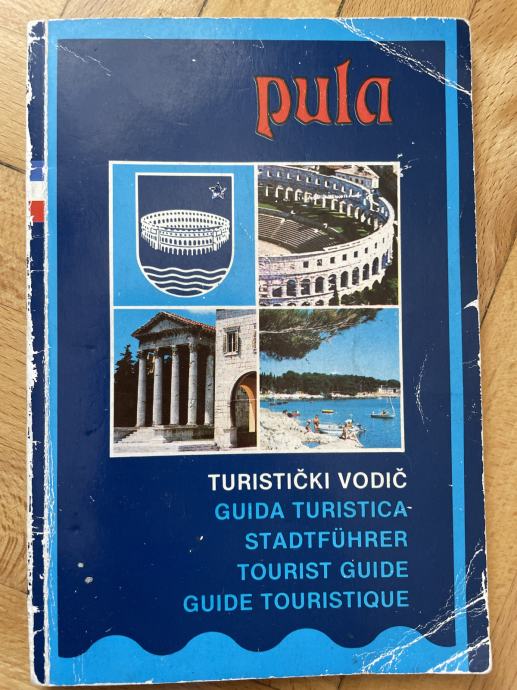 pula
TURISTIČKI VODIČ
GUIDA TURISTICA
STADTFÜHRER
TOURIST GUIDE
GUIDE TOURISTIQUE